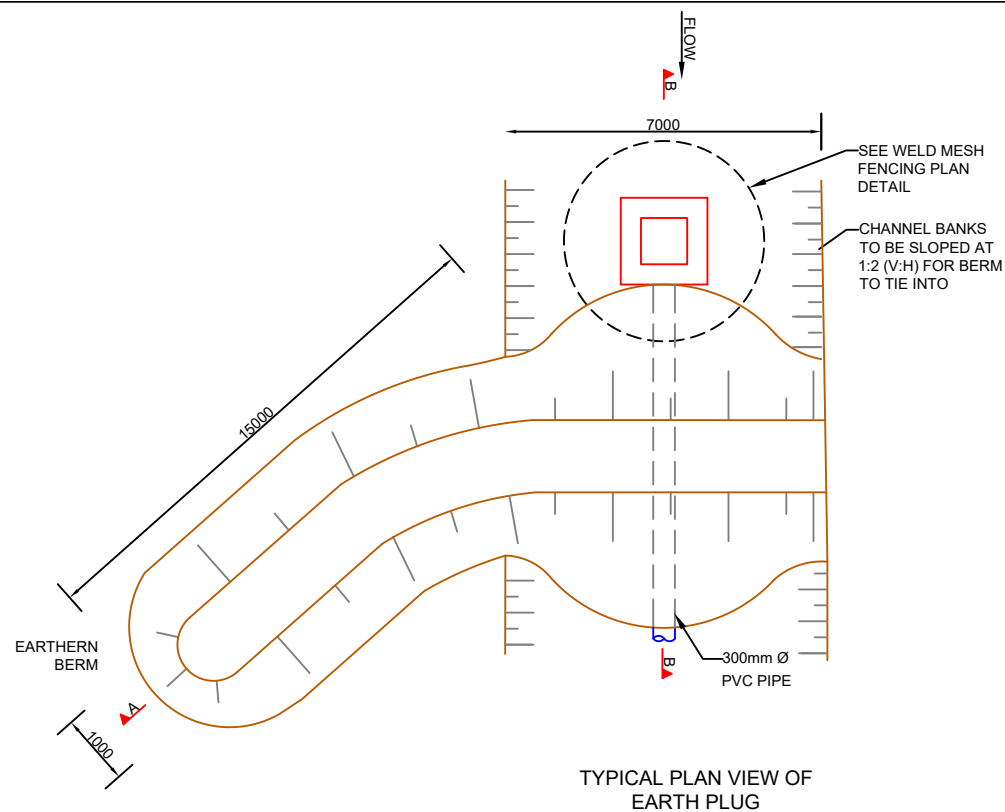 FLOW
B
7000
SEE WELD MESH
FENCING PLAN
DETAIL
CHANNEL BANKS
TO BE SLOPED AT
1:2 (V:H) FOR BERM
TO TIE INTO
15000
EARTHERN
BERM
A
1000
B
300mm Ø
PVC PIPE
TYPICAL PLAN VIEW OF
EARTH PLUG